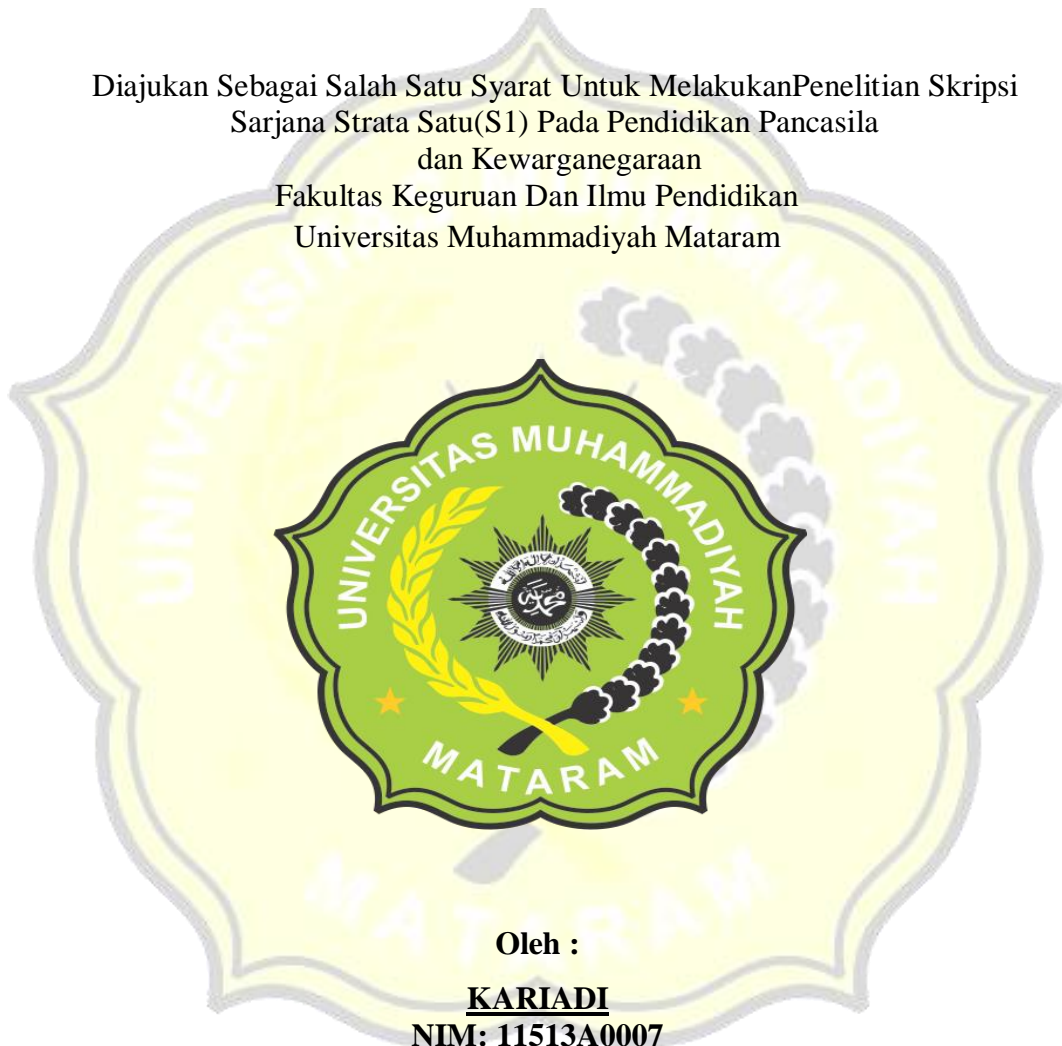 Diajukan Sebagai Salah Satu Syarat Untuk MelakukanPenelitian Skripsi
Sarjana Strata Satu(S1) Pada Pendidikan Pancasila
dan Kewarganegaraan
Fakultas Keguruan Dan Ilmu Pendidikan
Universitas Muhammadiyah Mataram
UNIVERSITAS MUHAMMADIYAH
MATARAM
Oleh :
KARIADI
NIM: 11513A0007